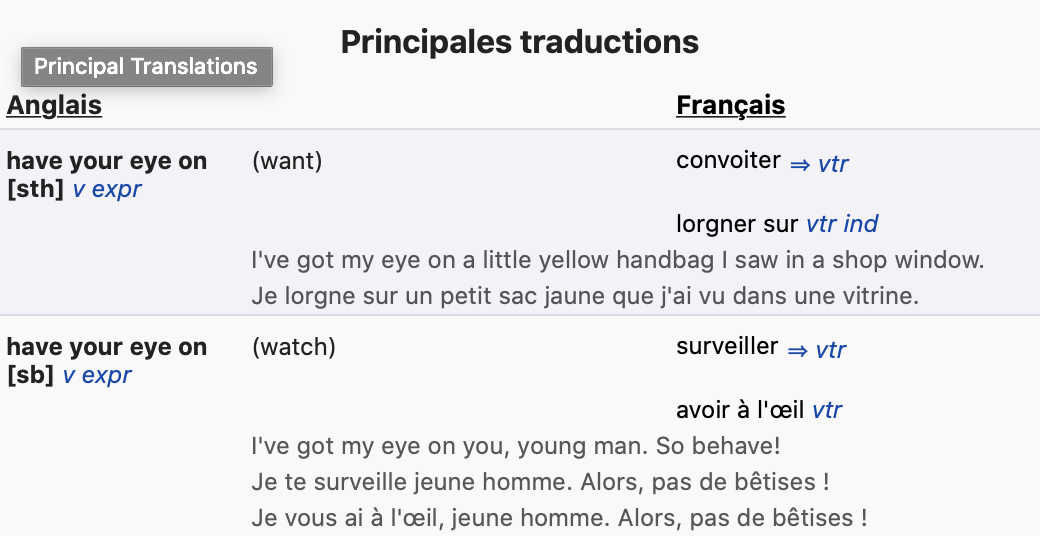 Principales traductions
Principal Translations
Anglais Français
have your eye on (want) convoiter ⇒ vtr
[sth] v expr
lorgner sur vtr ind
I've got my eye on a little yellow handbag I saw in a shop window.
Je lorgne sur un petit sac jaune que j'ai vu dans une vitrine.
have your eye on (watch) surveiller ⇒ vtr
[sb] v expr
avoir à l'œil vtr
I've got my eye on you, young man. So behave!
Je te surveille jeune homme. Alors, pas de bêtises !
Je vous ai à l'œil, jeune homme. Alors, pas de bêtises !